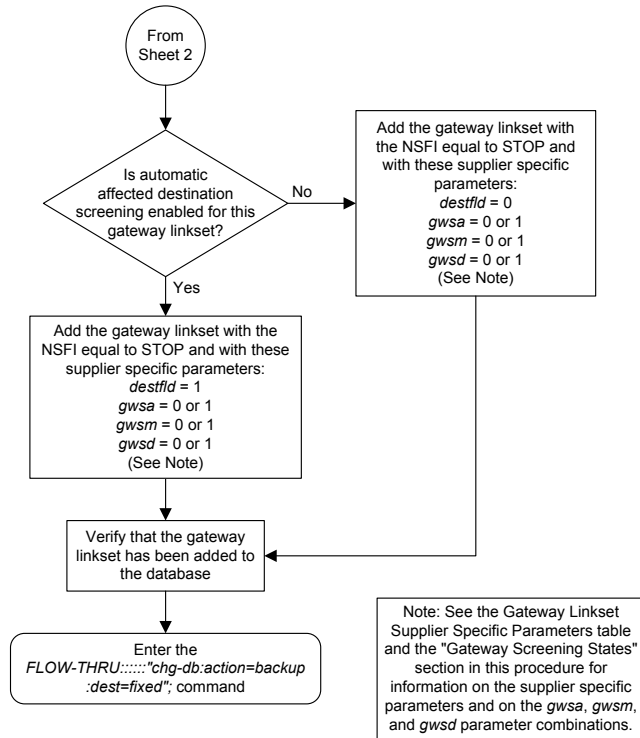 From
Sheet 2
Is automatic
affected destination
screening enabled for this
gateway linkset?
No
Yes
Add the gateway linkset with
the NSFI equal to STOP and
with these supplier specific
parameters:
destfld = 0
gwsa = 0 or 1
gwsm = 0 or 1
gwsd = 0 or 1
(See Note)
Add the gateway linkset with the
NSFI equal to STOP and with these
supplier specific parameters:
destfld = 1
gwsa = 0 or 1
gwsm = 0 or 1
gwsd = 0 or 1
(See Note)
Verify that the gateway
linkset has been added to
the database
Enter the
FLOW-THRU::::::"chg-db:action=backup
:dest=fixed"; command
Note: See the Gateway Linkset
Supplier Specific Parameters table
and the "Gateway Screening States"
section in this procedure for
information on the supplier specific
parameters and on the gwsa, gwsm,
and gwsd parameter combinations.